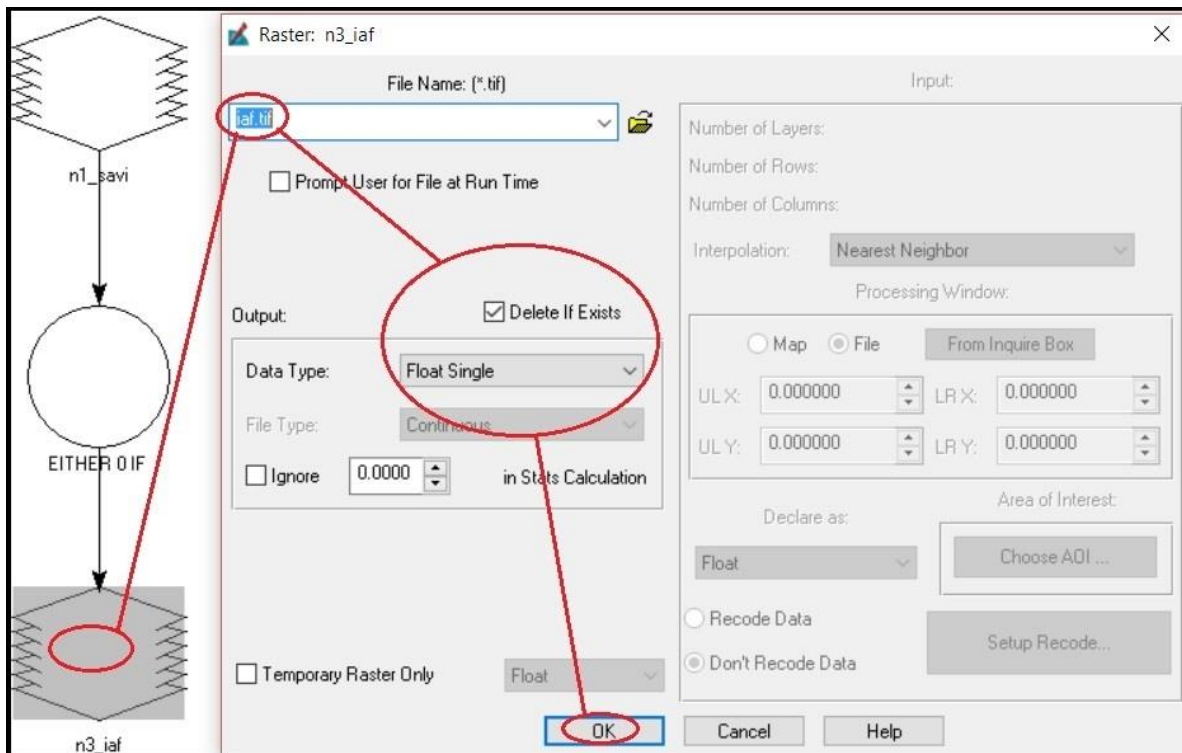 Raster: n3_iaf
File Name: (*.tif)
iaf.tif
Prompt User for File at Run Time
Output:
Delete If Exists
Data Type:
Float Single
File Type:
Continuous
Ignore
0.0000
in Stats Calculation
Temporary Raster Only
Float
OK
Cancel
Help
Input:
Number of Layers:
Number of Rows:
Number of Columns:
Interpolation:
Nearest Neighbor
Processing Window:
Map
File
From Inquire Box
UL X:
0.000000
LR X:
0.000000
UL Y:
0.000000
LR Y:
0.000000
Declare as:
Float
Area of Interest:
Choose AOI ...
Recode Data
Don't Recode Data
Setup Recode...
n1_savi
EITHER 0 IF
n3_iaf